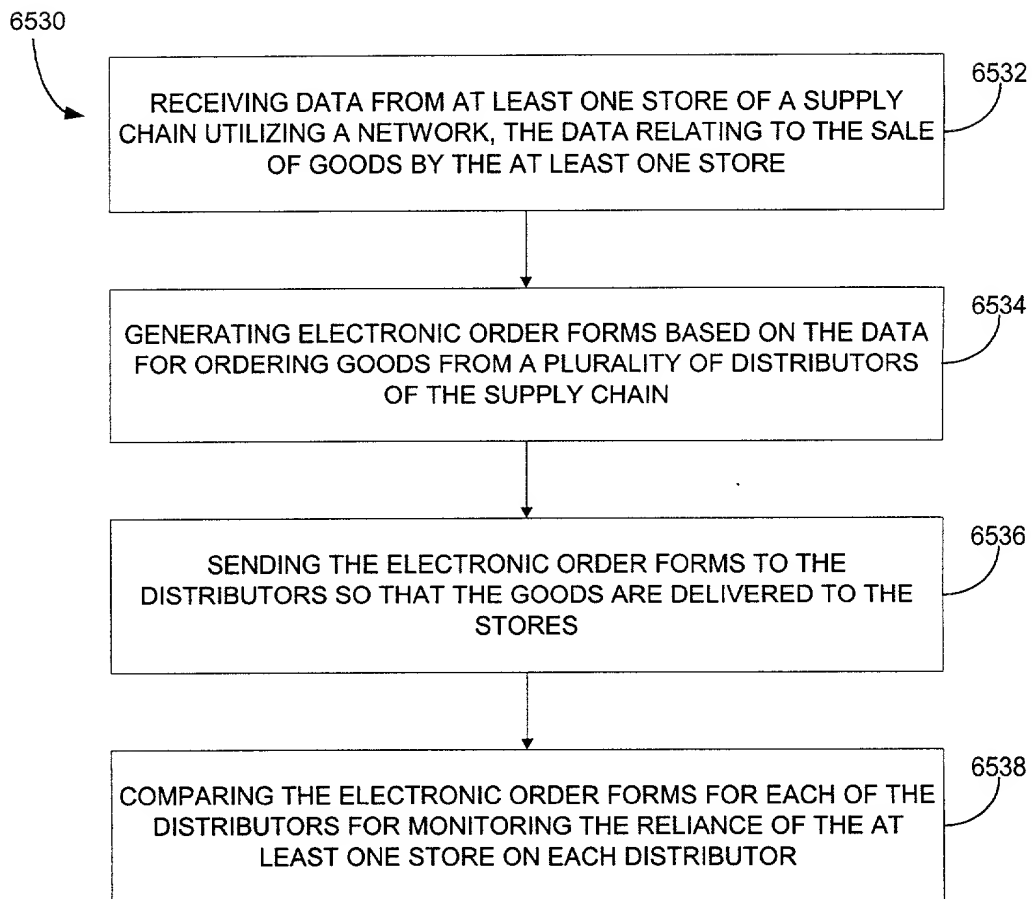 6530
6532
RECEIVING DATA FROM AT LEAST ONE STORE OF A SUPPLY
CHAIN UTILIZING A NETWORK, THE DATA RELATING TO THE SALE
OF GOODS BY THE AT LEAST ONE STORE
6534
GENERATING ELECTRONIC ORDER FORMS BASED ON THE DATA
FOR ORDERING GOODS FROM A PLURALITY OF DISTRIBUTORS
OF THE SUPPLY CHAIN
6536
SENDING THE ELECTRONIC ORDER FORMS TO THE
DISTRIBUTORS SO THAT THE GOODS ARE DELIVERED TO THE
STORES
6538
COMPARING THE ELECTRONIC ORDER FORMS FOR EACH OF THE
DISTRIBUTORS FOR MONITORING THE RELIANCE OF THE AT
LEAST ONE STORE ON EACH DISTRIBUTOR